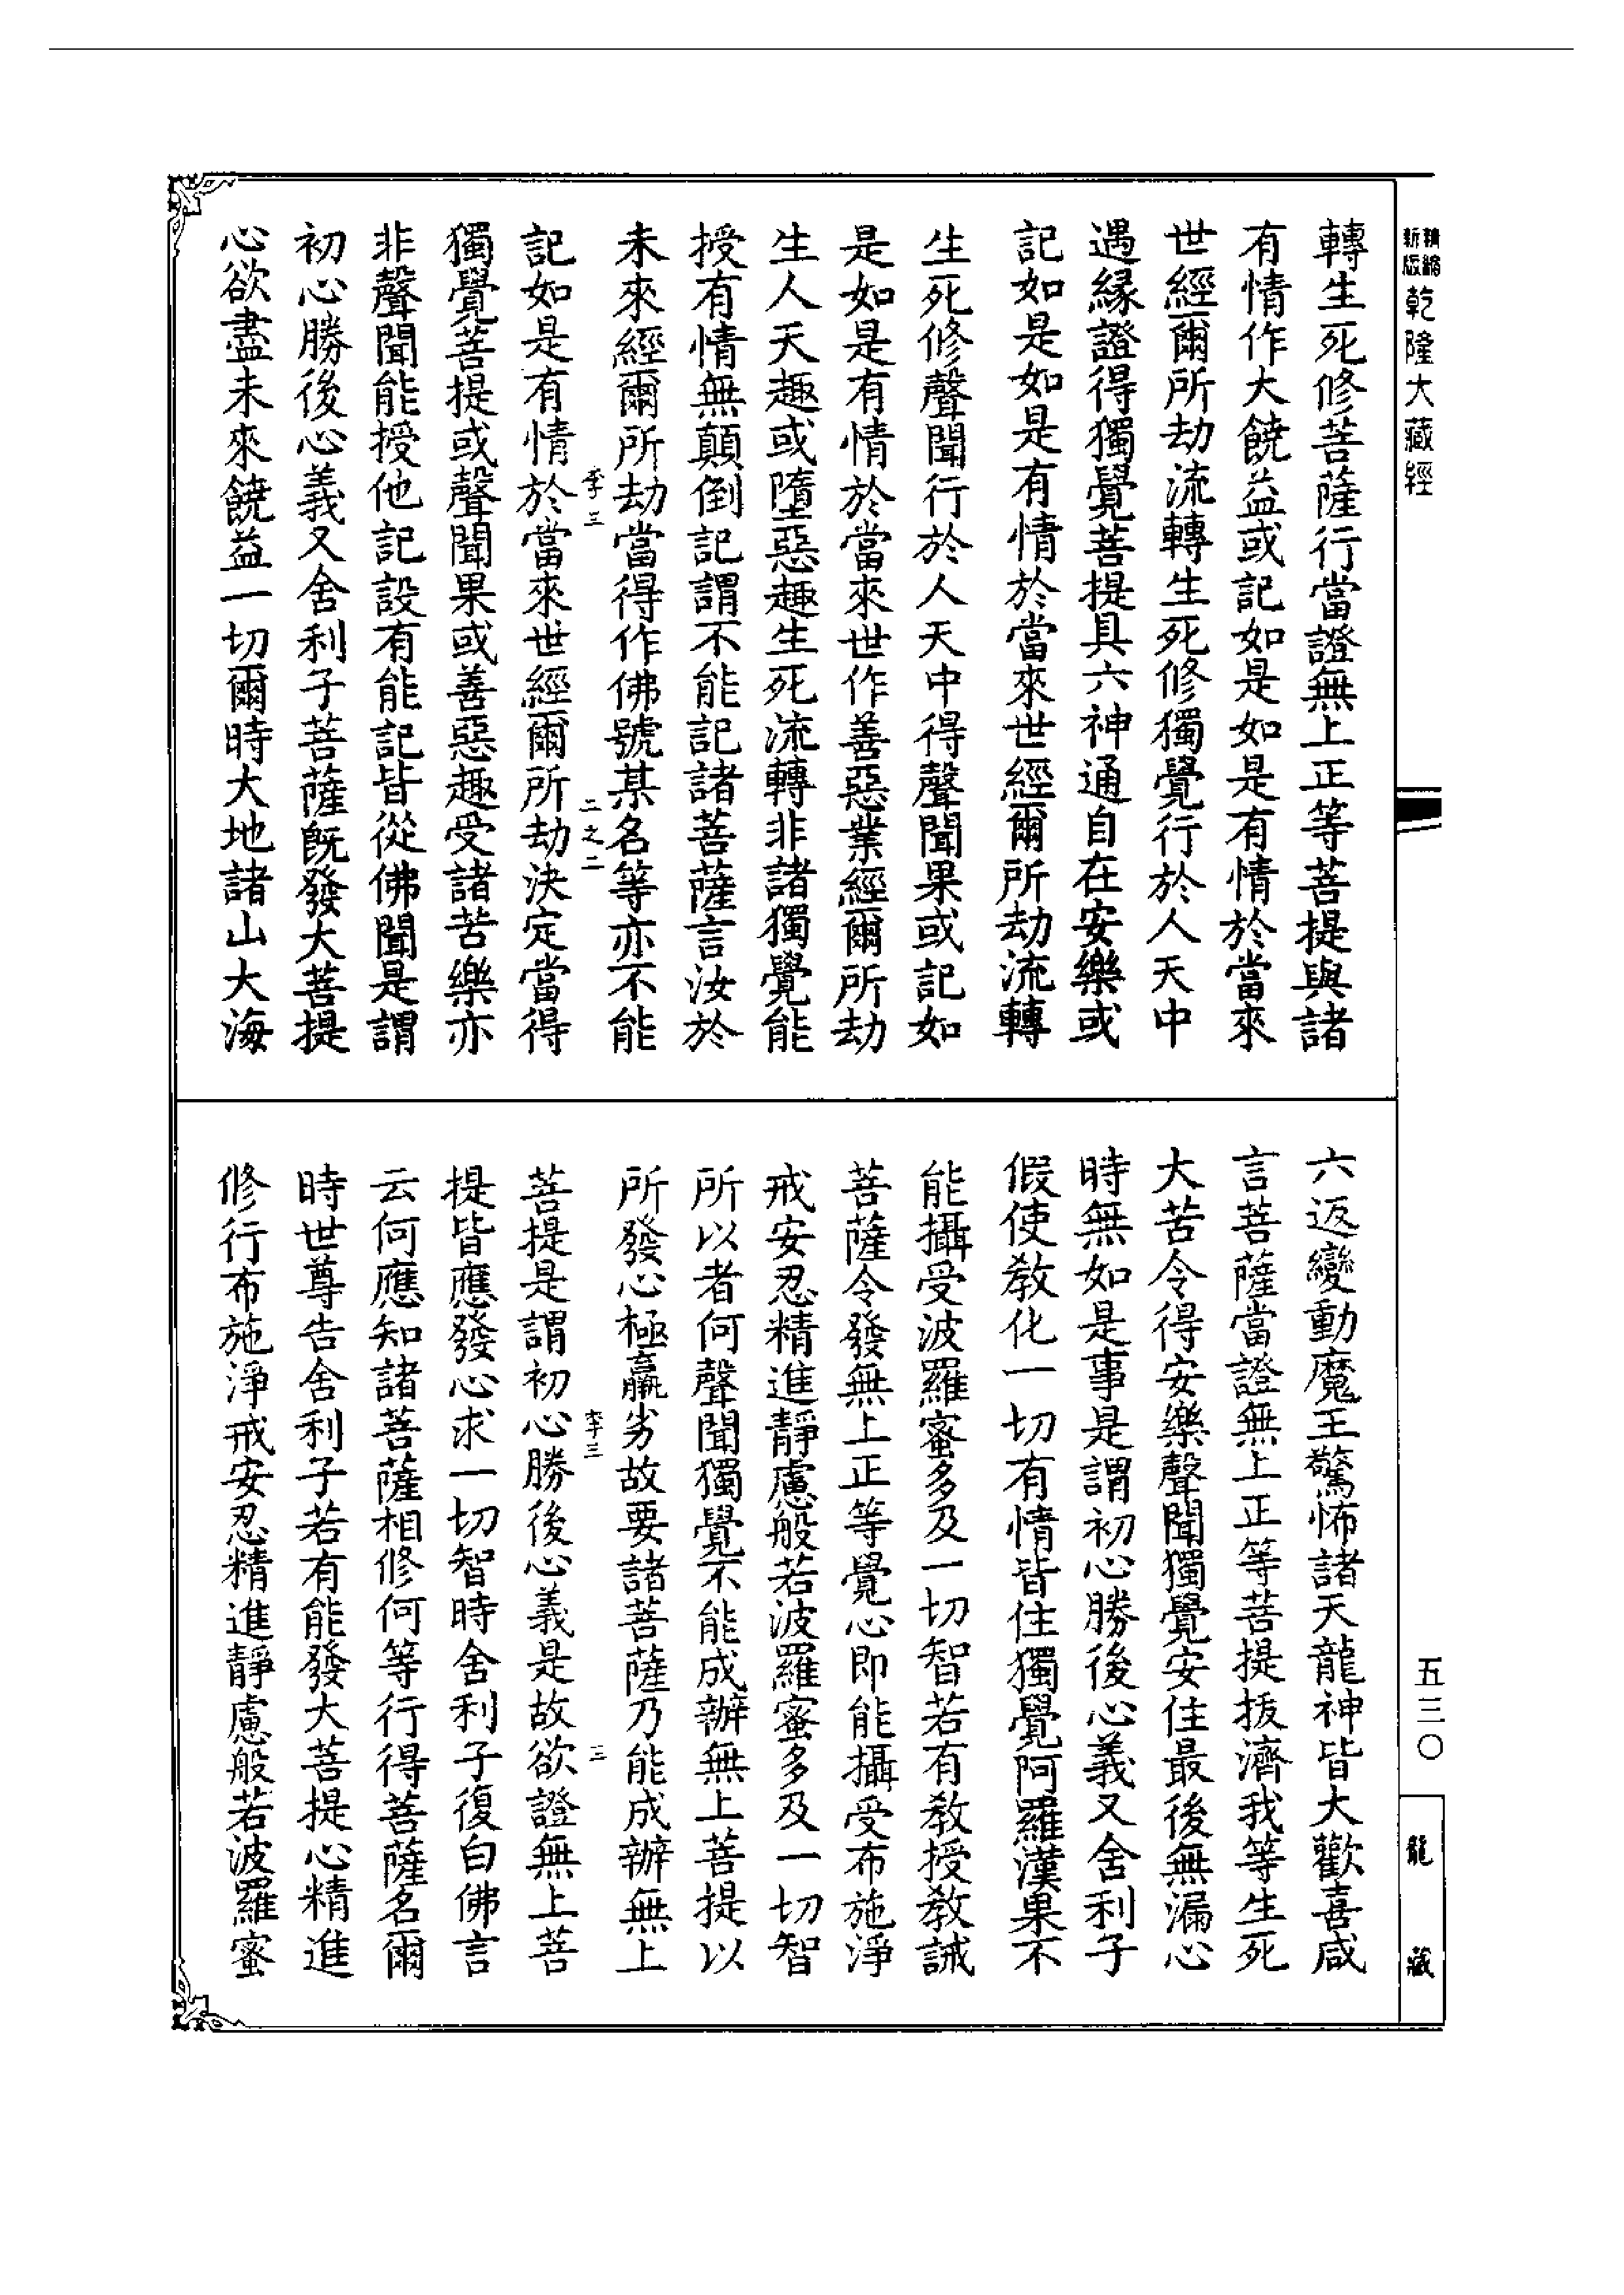 新版精縮乾隆大藏經
轉生死修菩薩行當證無上正等菩提與諸
有情作大饒益或記如是如是有情於當來
世經爾所劫流轉生死修獨覺行於人天中
遇緣證得獨覺菩提具六神通自在安樂或
記如是如是有情於當來世經爾所劫流轉
生死修聲聞行於人天中得聲聞果或記如
是如是有情於當來世作善惡業經爾所劫
生人天趣或墮惡趣生死流轉非諸獨覺能
授有情無顛倒記謂不能記諸菩薩言汝於
未來經爾所劫當得作佛號某名等亦不能
李三
二之二
記如是有情於當來世經爾所劫決定當得
獨覺菩提或聲聞果或善惡趣受諸苦樂亦
非聲聞能授他記設有能記皆從佛聞是謂
初心勝後心義又舍利子菩薩旣發大菩提
心欲盡未來饒益一切爾時大地諸山大海
六返變動魔王驚怖諸天龍神皆大歡喜咸
言菩薩當證無上正等菩提拔濟我等生死
大苦令得安樂聲聞獨覺安住最後無漏心
時無如是事是謂初心勝後心義又舍利子
假使教化一切有情皆住獨覺阿羅漢果不
能攝受波羅蜜多及一切智若有教授教誡
菩薩令發無上正等覺心即能攝受布施淨
戒安忍精進靜慮般若波羅蜜多及一切智
所以者何聲聞獨覺不能成辦無上菩提以
所發心極羸劣故要諸菩薩乃能成辦無上
李三
三
菩提是謂初心勝後心義是故欲證無上菩
提皆應發心求一切智時舍利子復白佛言
云何應知諸菩薩相修何等行得菩薩名爾
時世尊告舍利子若有能發大菩提心精進
修行布施淨戒安忍精進靜慮般若波羅蜜
五三〇
龍藏